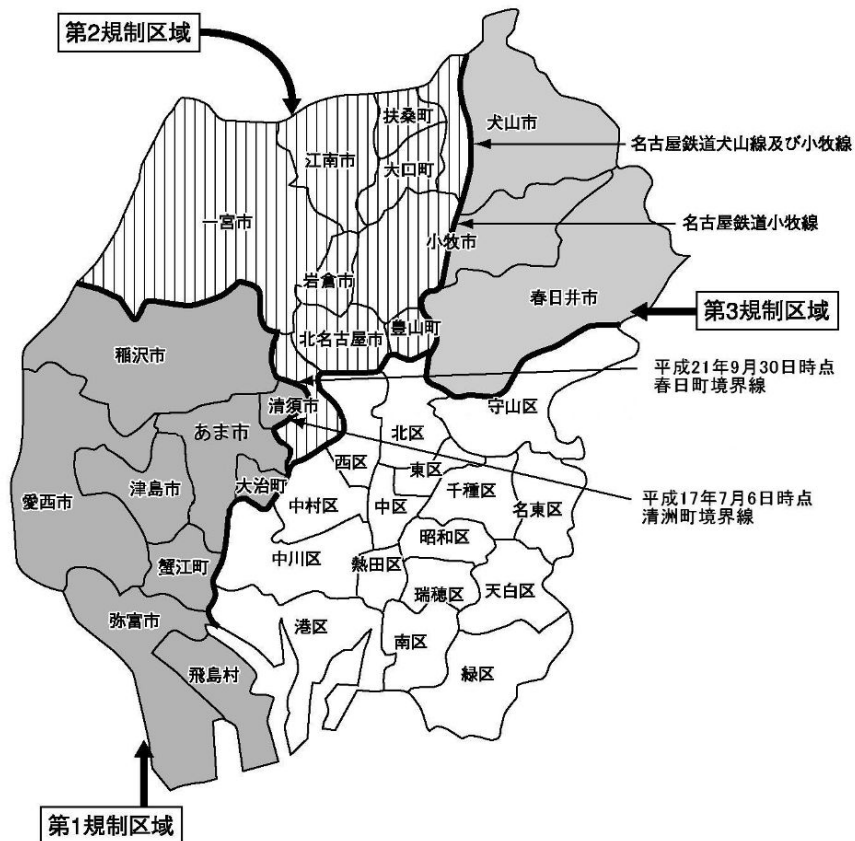 第2規制区域
扶桑町
犬山市
江南市
名古屋鉄道犬山線及び小牧線
大口町
一宮市
名古屋鉄道小牧線
小牧市
岩倉市
春日井市
第3規制区域
北名古屋市
豊山町
稲沢市
平成21年9月30日時点
春日町境界線
清須市
守山区
あま市
北区
西区
東区
愛西市
津島市
大治町
千種区
中村区
中区
名東区
平成17年7月6日時点
清洲町境界線
昭和区
蟹江町
中川区
熱田区
天白区
瑞穂区
弥富市
港区
南区
飛島村
緑区
第1規制区域